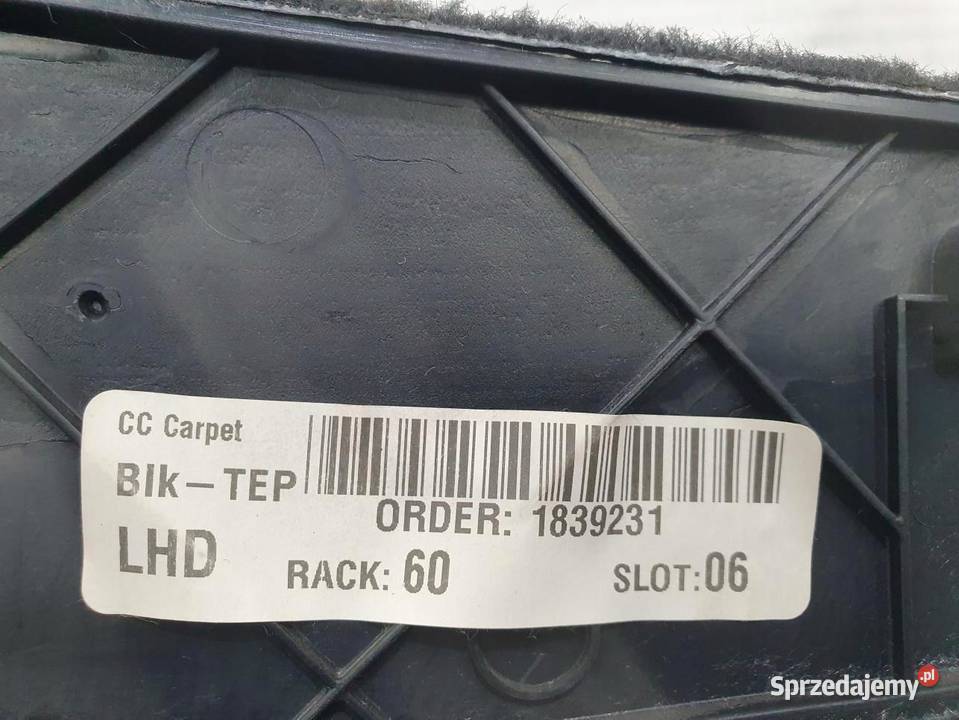 CC Carpet
Blk-TEP
ORDER: 1839231
LHD
RACK: 60
SLOT: 06
Sprzedajemy.pl